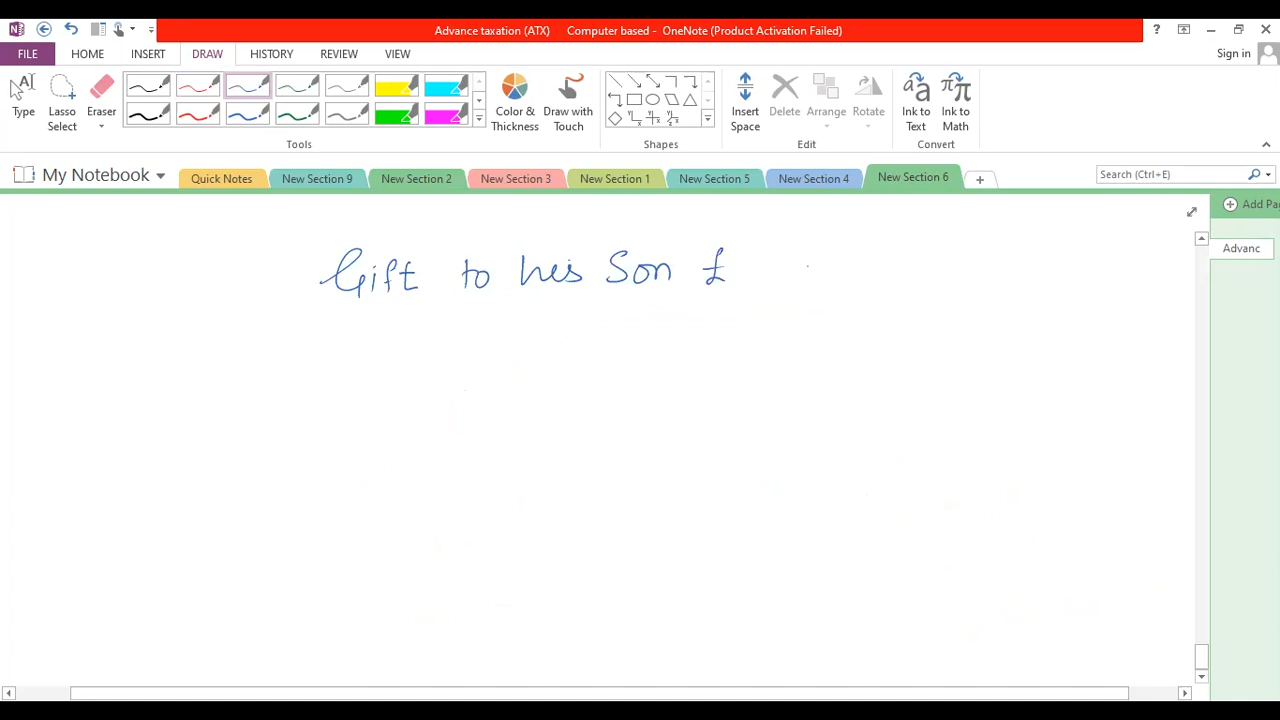 Advance taxation (ATX) Computer based - OneNote (Product Activation Failed)
?
FILE HOME INSERT DRAW HISTORY REVIEW VIEW
Sign in
Type
Lasso Select
Eraser
Color & Thickness
Draw with Touch
Insert Space
Delete
Arrange
Rotate
Ink to Text
Ink to Math
Tools
Shapes
Edit
Convert
My Notebook
Quick Notes
New Section 9
New Section 2
New Section 3
New Section 1
New Section 5
New Section 4
New Section 6
Search (Ctrl+E)
Add Pag
Advanc
Gift to his Son £